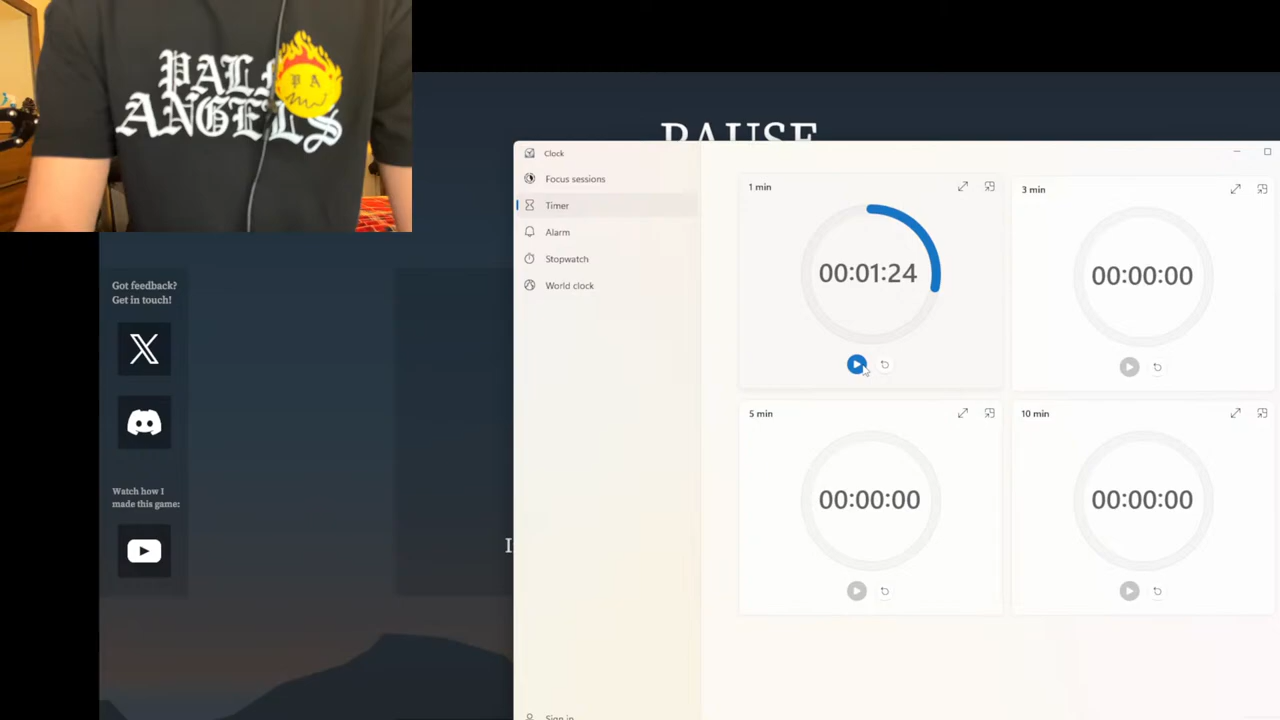 PALM
ANGELS
P A
PAUSE
Got feedback?
Get in touch!
Watch how I
made this game:
Clock
Focus sessions
Timer
Alarm
Stopwatch
World clock
Sign in
1 min
00:01:24
3 min
00:00:00
5 min
00:00:00
10 min
00:00:00